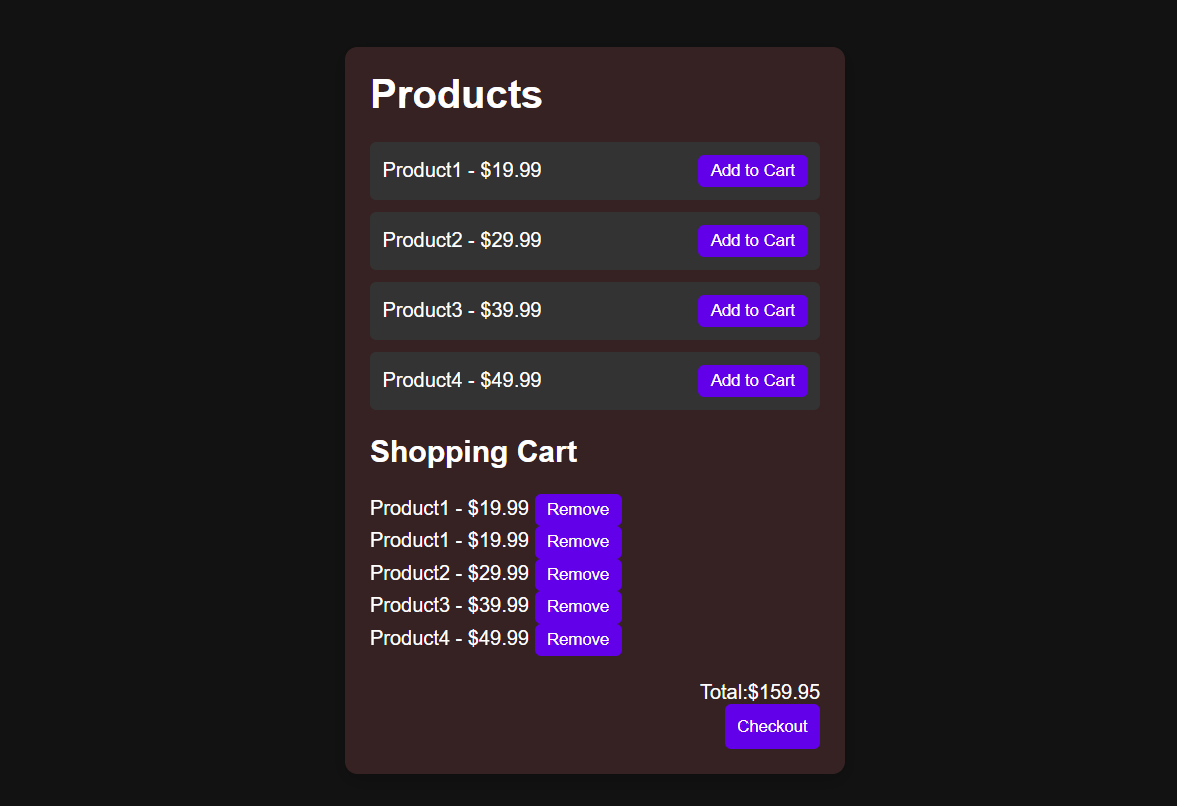 Products
Product1 - $19.99 Add to Cart
Product2 - $29.99 Add to Cart
Product3 - $39.99 Add to Cart
Product4 - $49.99 Add to Cart
Shopping Cart
Product1 - $19.99 Remove
Product1 - $19.99 Remove
Product2 - $29.99 Remove
Product3 - $39.99 Remove
Product4 - $49.99 Remove
Total:$159.95
Checkout